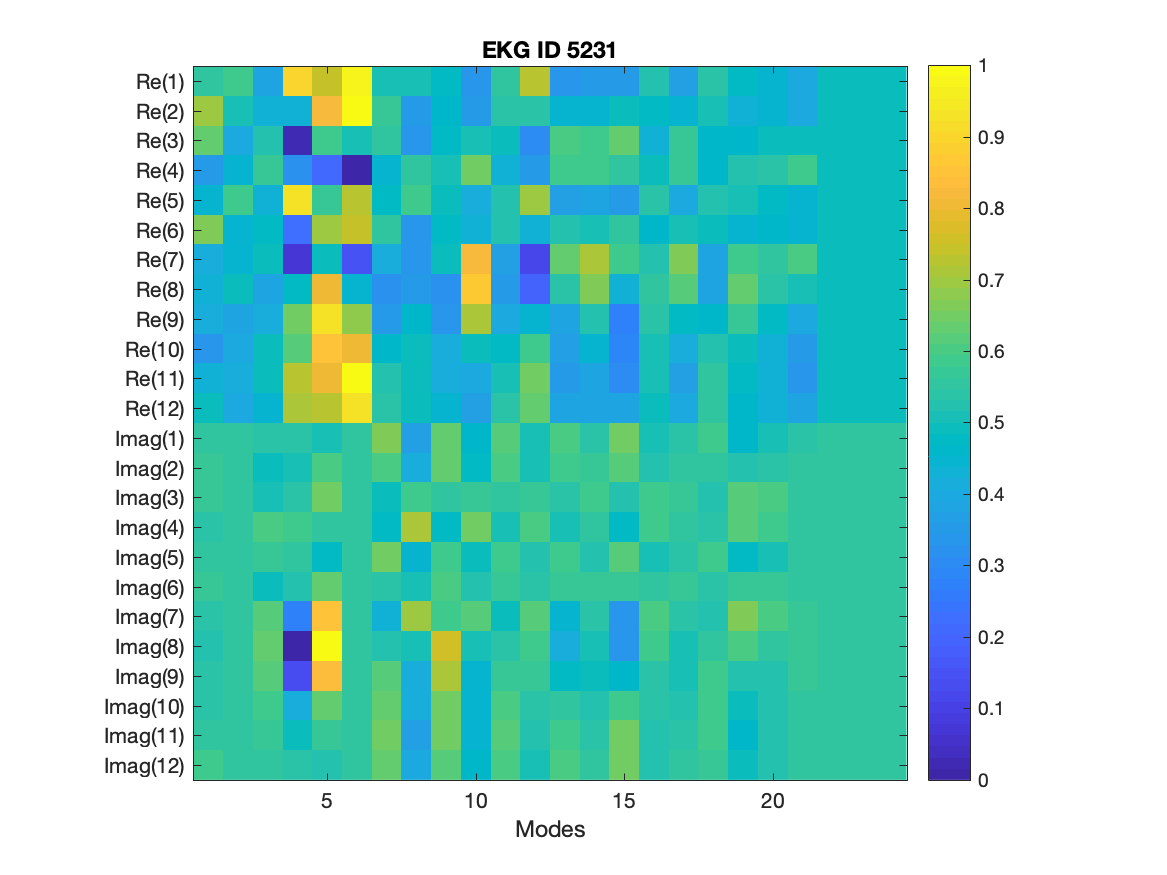 EKG ID 5231
Re(1)
Re(2)
Re(3)
Re(4)
Re(5)
Re(6)
Re(7)
Re(8)
Re(9)
Re(10)
Re(11)
Re(12)
Imag(1)
Imag(2)
Imag(3)
Imag(4)
Imag(5)
Imag(6)
Imag(7)
Imag(8)
Imag(9)
Imag(10)
Imag(11)
Imag(12)
5 10 15 20
Modes
1
0.9
0.8
0.7
0.6
0.5
0.4
0.3
0.2
0.1
0